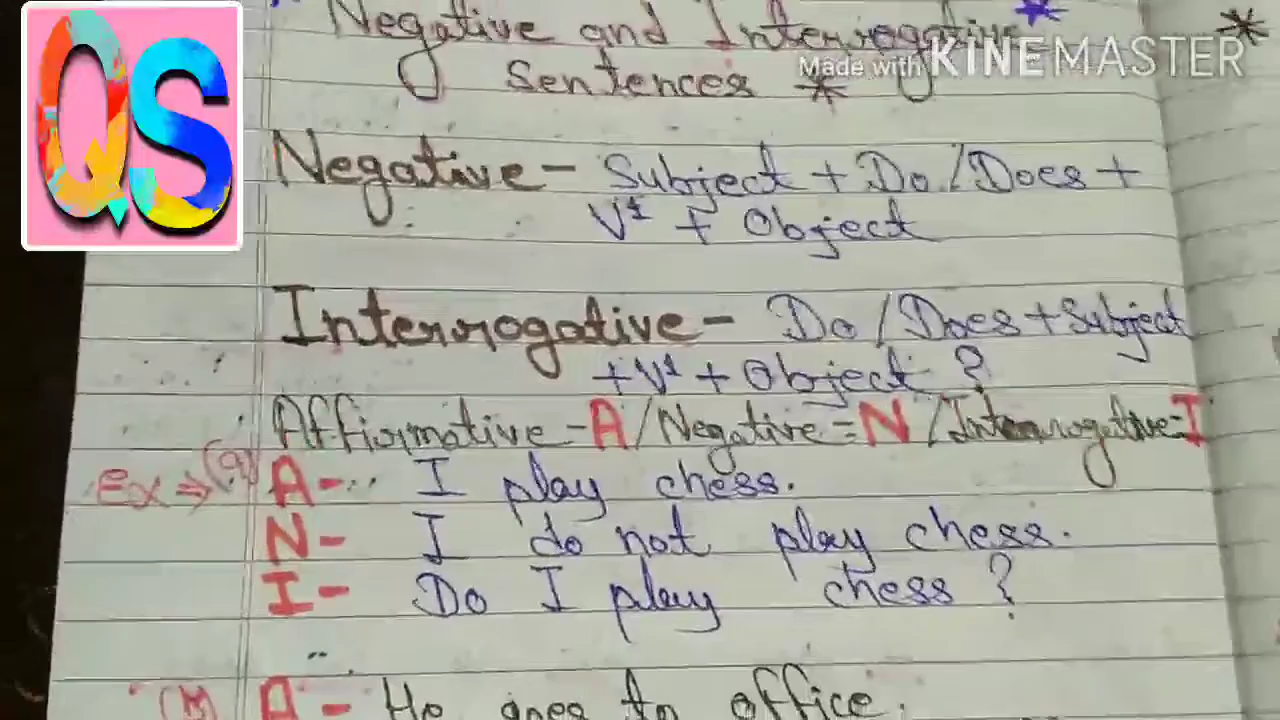 QS
Negative and Interrogative
Made with KINEMASTER
Sentences
Negative - Subject + Do/Does +
V¹ + Object
Interrogative - Do/Does + Subject
+ V¹ + Object ?
Affirmative - A/Negative = N/Interrogative - I
Ex ⇒ (a) A - I play chess.
N - I do not play chess.
I - Do I play chess ?
A - He goes to office.